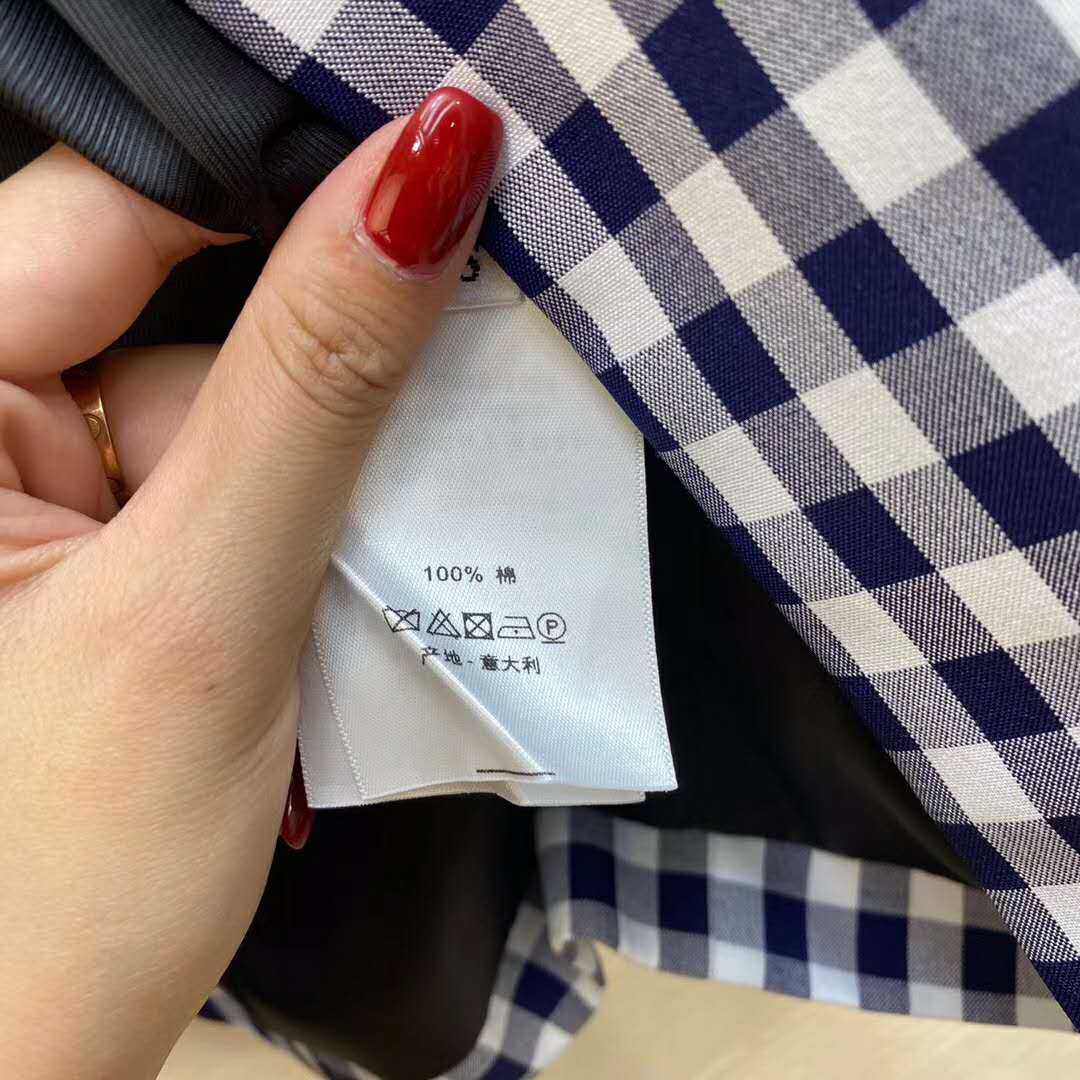 100% 棉
P
产地 - 意大利